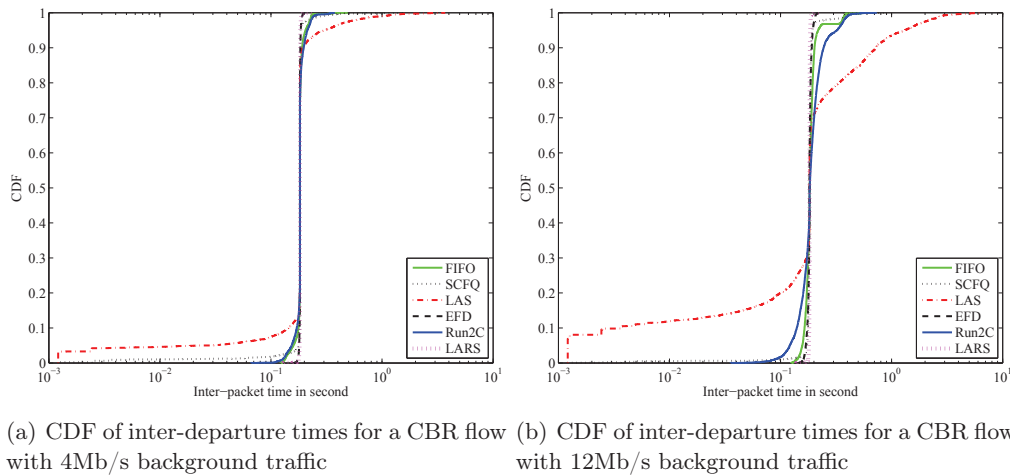 1
0.9
0.8
0.7
0.6
0.5
0.4
0.3
0.2
0.1
0
CDF
10−3
10−2
10−1
100
101
Inter−packet time in second
FIFO
SCFQ
LAS
EFD
Run2C
LARS
(a) CDF of inter-departure times for a CBR flow
with 4Mb/s background traffic
1
0.9
0.8
0.7
0.6
0.5
0.4
0.3
0.2
0.1
0
CDF
10−3
10−2
10−1
100
10
Inter−packet time in second
FIFO
SCFQ
LAS
EFD
Run2C
LARS
(b) CDF of inter-departure times for a CBR flow
with 12Mb/s background traffic